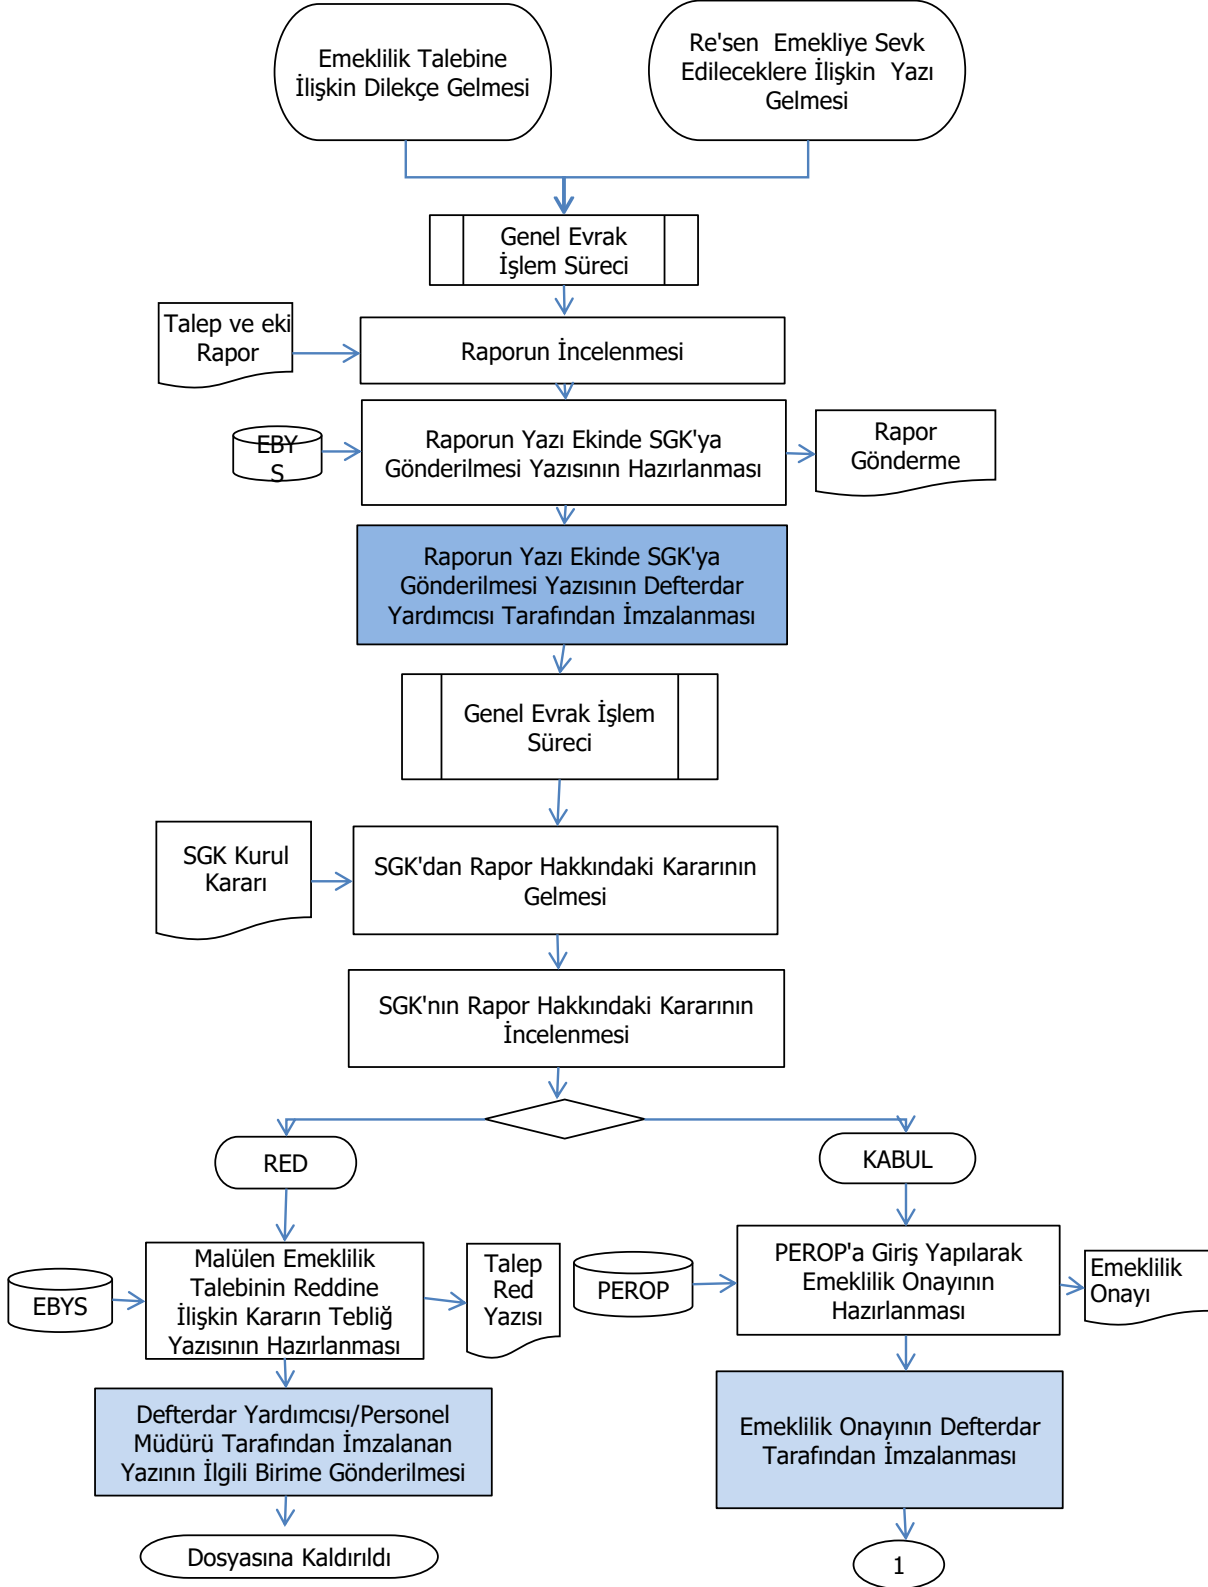 Emeklilik Talebine
İlişkin Dilekçe Gelmesi
Re'sen Emekliye Sevk
Edileceklere İlişkin Yazı
Gelmesi
Genel Evrak
İşlem Süreci
Talep ve eki
Rapor
Raporun İncelenmesi
EBY
S
Raporun Yazı Ekinde SGK'ya
Gönderilmesi Yazısının Hazırlanması
Rapor
Gönderme
Raporun Yazı Ekinde SGK'ya
Gönderilmesi Yazısının Defterdar
Yardımcısı Tarafından İmzalanması
Genel Evrak İşlem
Süreci
SGK Kurul
Kararı
SGK'dan Rapor Hakkındaki Kararının
Gelmesi
SGK'nın Rapor Hakkındaki Kararının
İncelenmesi
RED
KABUL
EBYS
Malülen Emeklilik
Talebinin Reddine
İlişkin Kararın Tebliğ
Yazısının Hazırlanması
Talep
Red
Yazısı
PEROP
PEROP'a Giriş Yapılarak
Emeklilik Onayının
Hazırlanması
Emeklilik
Onayı
Defterdar Yardımcısı/Personel
Müdürü Tarafından İmzalanan
Yazının İlgili Birime Gönderilmesi
Emeklilik Onayının Defterdar
Tarafından İmzalanması
Dosyasına Kaldırıldı
1